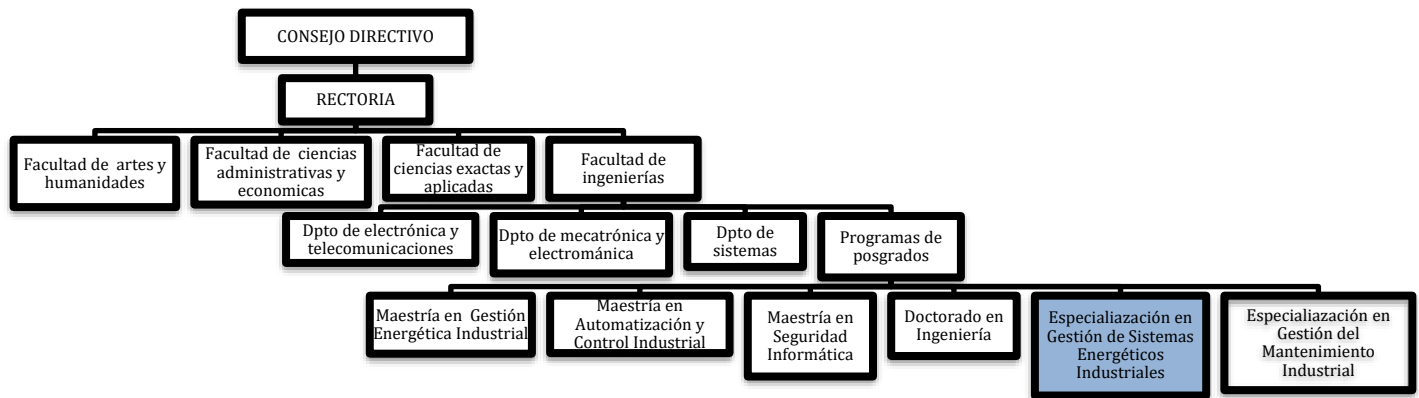 CONSEJO DIRECTIVO
RECTORIA
Facultad de artes y
humanidades
Facultad de ciencias
administrativas y
economicas
Facultad de
ciencias exactas y
aplicadas
Facultad de
ingenierías
Dpto de electrónica y
telecomunicaciones
Dpto de mecatrónica y
electrománica
Dpto de
sistemas
Programas de
posgrados
Maestría en Gestión
Energética Industrial
Maestría en
Automatización y
Control Industrial
Maestría en
Seguridad
Informática
Doctorado en
Ingeniería
Especialiazación en
Gestión de Sistemas
Energéticos
Industriales
Especialiazación en
Gestión del
Mantenimiento
Industrial